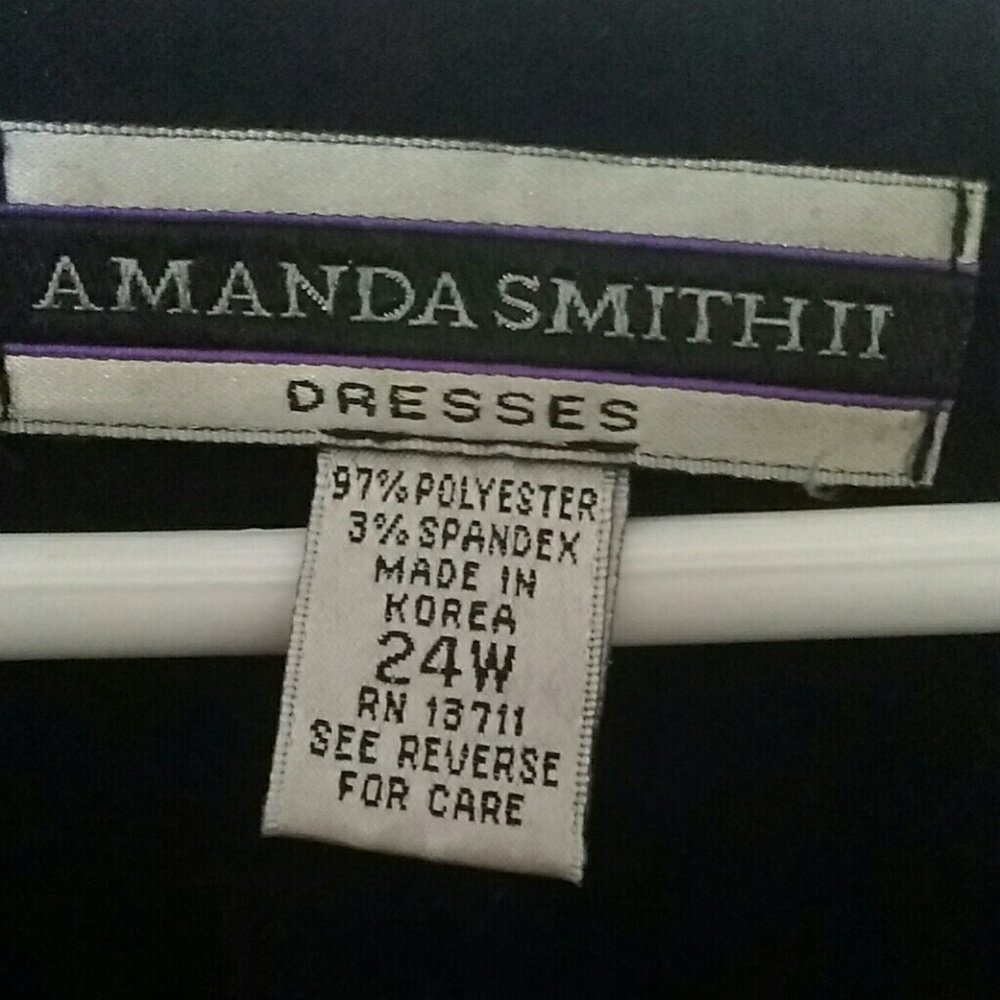 AMANDA SMITH II
DRESSES
97% POLYESTER
3% SPANDEX
MADE IN
KOREA
24W
RN 13711
SEE REVERSE
FOR CARE